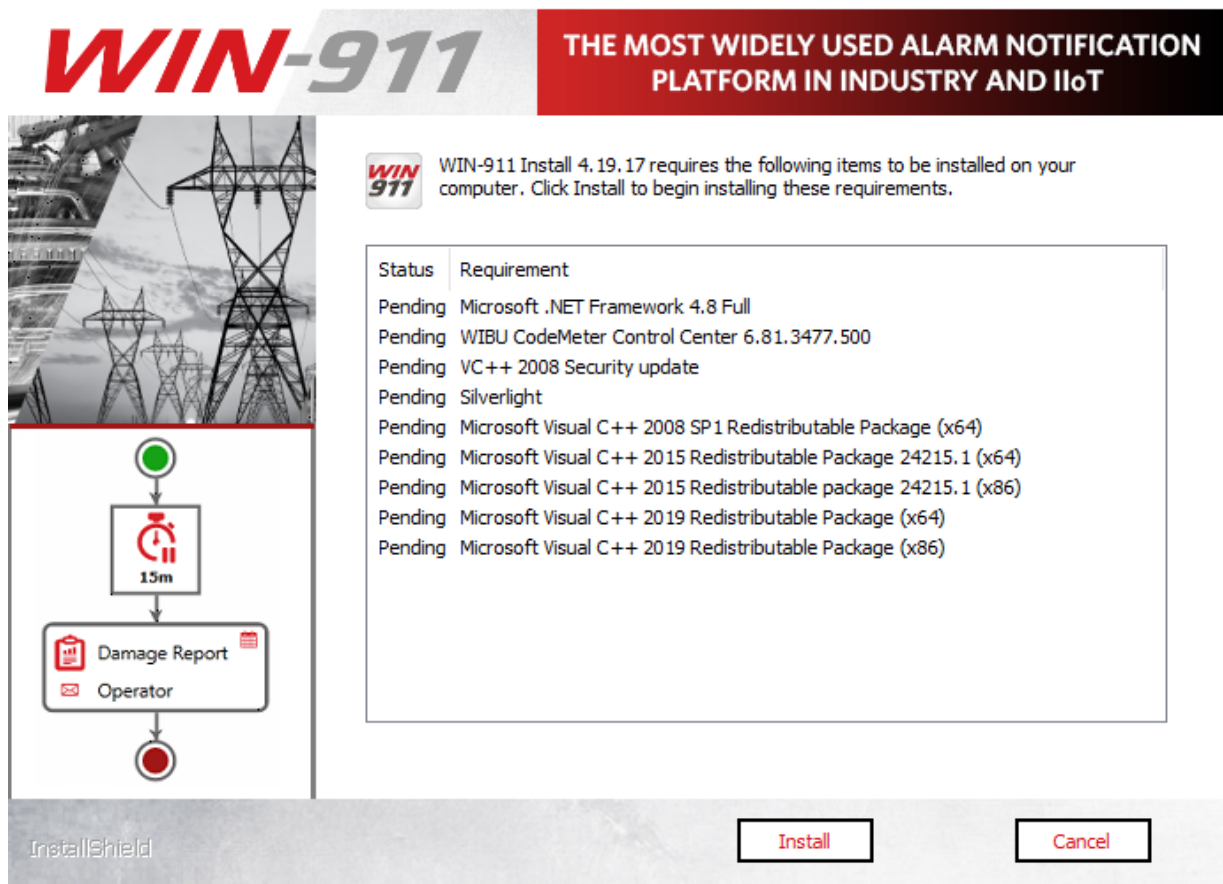 WIN-911
THE MOST WIDELY USED ALARM NOTIFICATION
PLATFORM IN INDUSTRY AND IIoT
WIN
911
WIN-911 Install 4.19.17 requires the following items to be installed on your
computer. Click Install to begin installing these requirements.
Status Requirement
Pending Microsoft .NET Framework 4.8 Full
Pending WIBU CodeMeter Control Center 6.81.3477.500
Pending VC++ 2008 Security update
Pending Silverlight
Pending Microsoft Visual C++ 2008 SP1 Redistributable Package (x64)
Pending Microsoft Visual C++ 2015 Redistributable Package 24215.1 (x64)
Pending Microsoft Visual C++ 2015 Redistributable package 24215.1 (x86)
Pending Microsoft Visual C++ 2019 Redistributable Package (x64)
Pending Microsoft Visual C++ 2019 Redistributable Package (x86)
15m
Damage Report
Operator
InstallShield
Install
Cancel